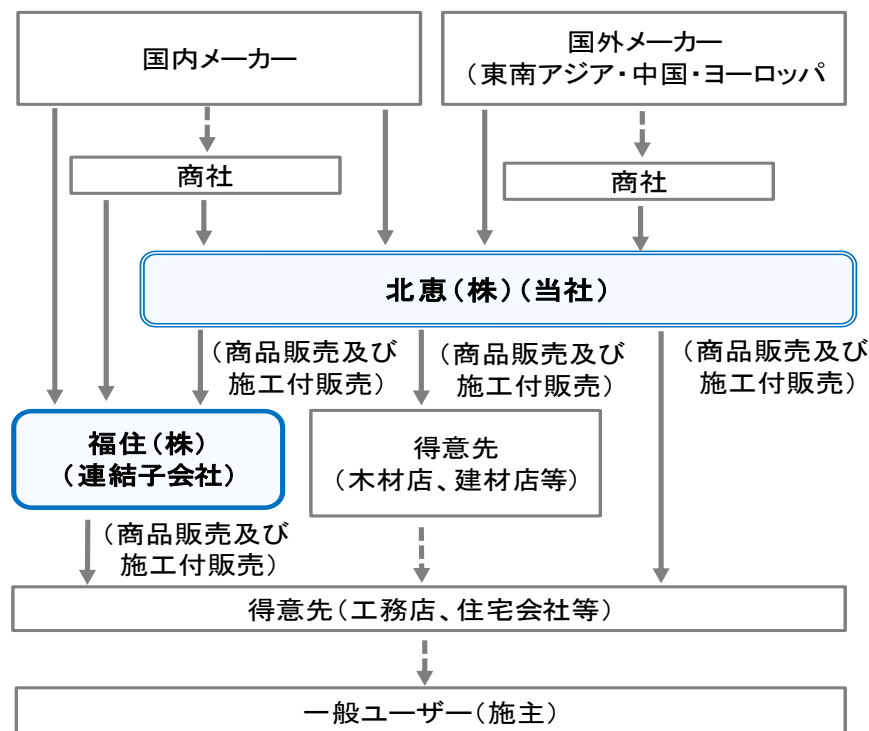 国内メーカー
国外メーカー
（東南アジア・中国・ヨーロッパ
商社
商社
北恵（株）（当社）
（商品販売及び
施工付販売）
（商品販売及び
施工付販売）
（商品販売及び
施工付販売）
福住（株）
（連結子会社）
得意先
（木材店、建材店等）
（商品販売及び
施工付販売）
得意先（工務店、住宅会社等）
一般ユーザー（施主）